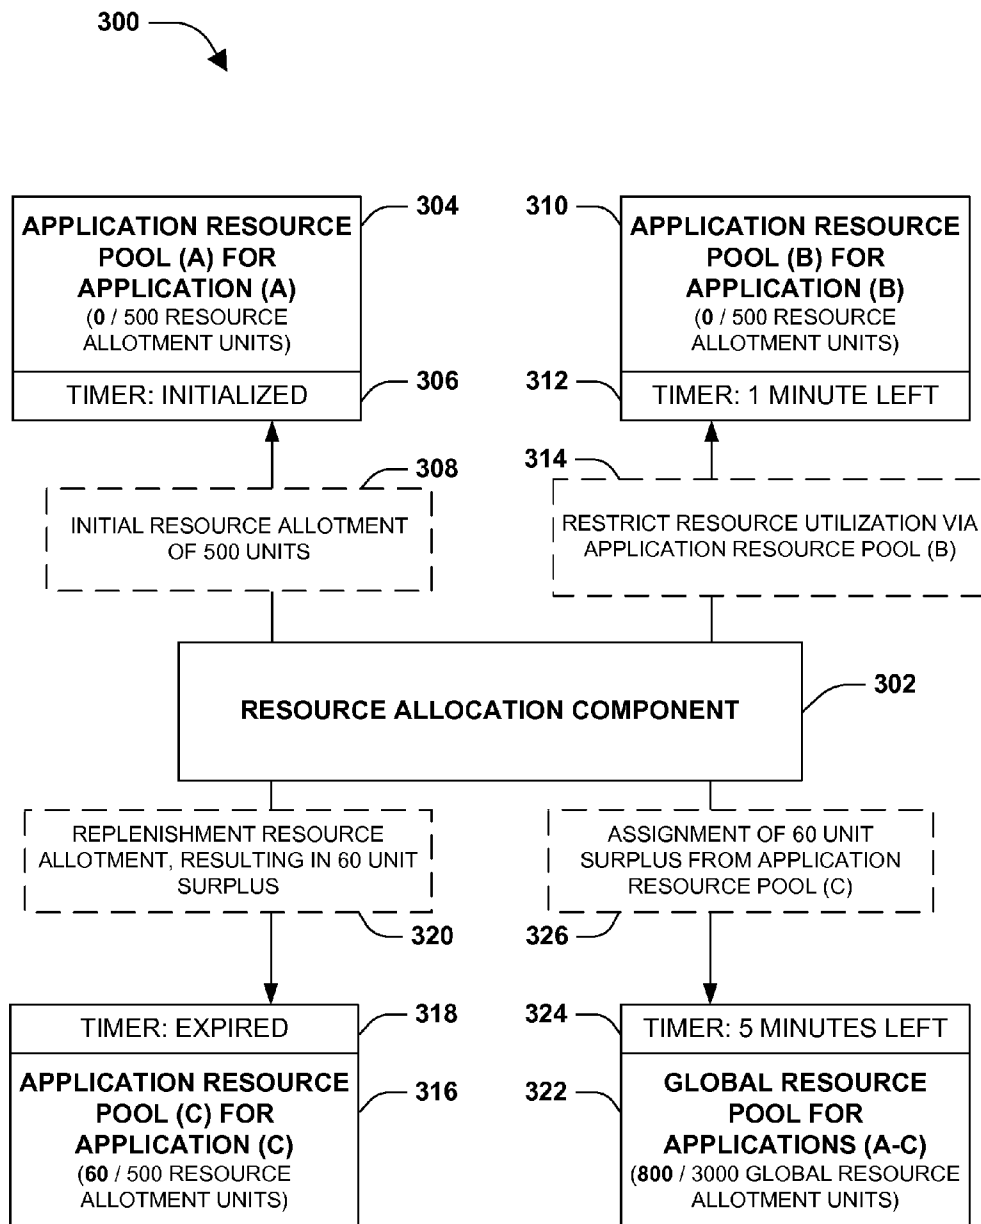 300
APPLICATION RESOURCE
POOL (A) FOR
APPLICATION (A)
(0 / 500 RESOURCE
ALLOTMENT UNITS)
304
TIMER: INITIALIZED
306
310
APPLICATION RESOURCE
POOL (B) FOR
APPLICATION (B)
(0 / 500 RESOURCE
ALLOTMENT UNITS)
312
TIMER: 1 MINUTE LEFT
308
INITIAL RESOURCE ALLOTMENT
OF 500 UNITS
314
RESTRICT RESOURCE UTILIZATION VIA
APPLICATION RESOURCE POOL (B)
RESOURCE ALLOCATION COMPONENT
302
REPLENISHMENT RESOURCE
ALLOTMENT, RESULTING IN 60 UNIT
SURPLUS
320
ASSIGNMENT OF 60 UNIT
SURPLUS FROM APPLICATION
RESOURCE POOL (C)
326
TIMER: EXPIRED
318
APPLICATION RESOURCE
POOL (C) FOR
APPLICATION (C)
(60 / 500 RESOURCE
ALLOTMENT UNITS)
316
324
TIMER: 5 MINUTES LEFT
322
GLOBAL RESOURCE
POOL FOR
APPLICATIONS (A-C)
(800 / 3000 GLOBAL RESOURCE
ALLOTMENT UNITS)